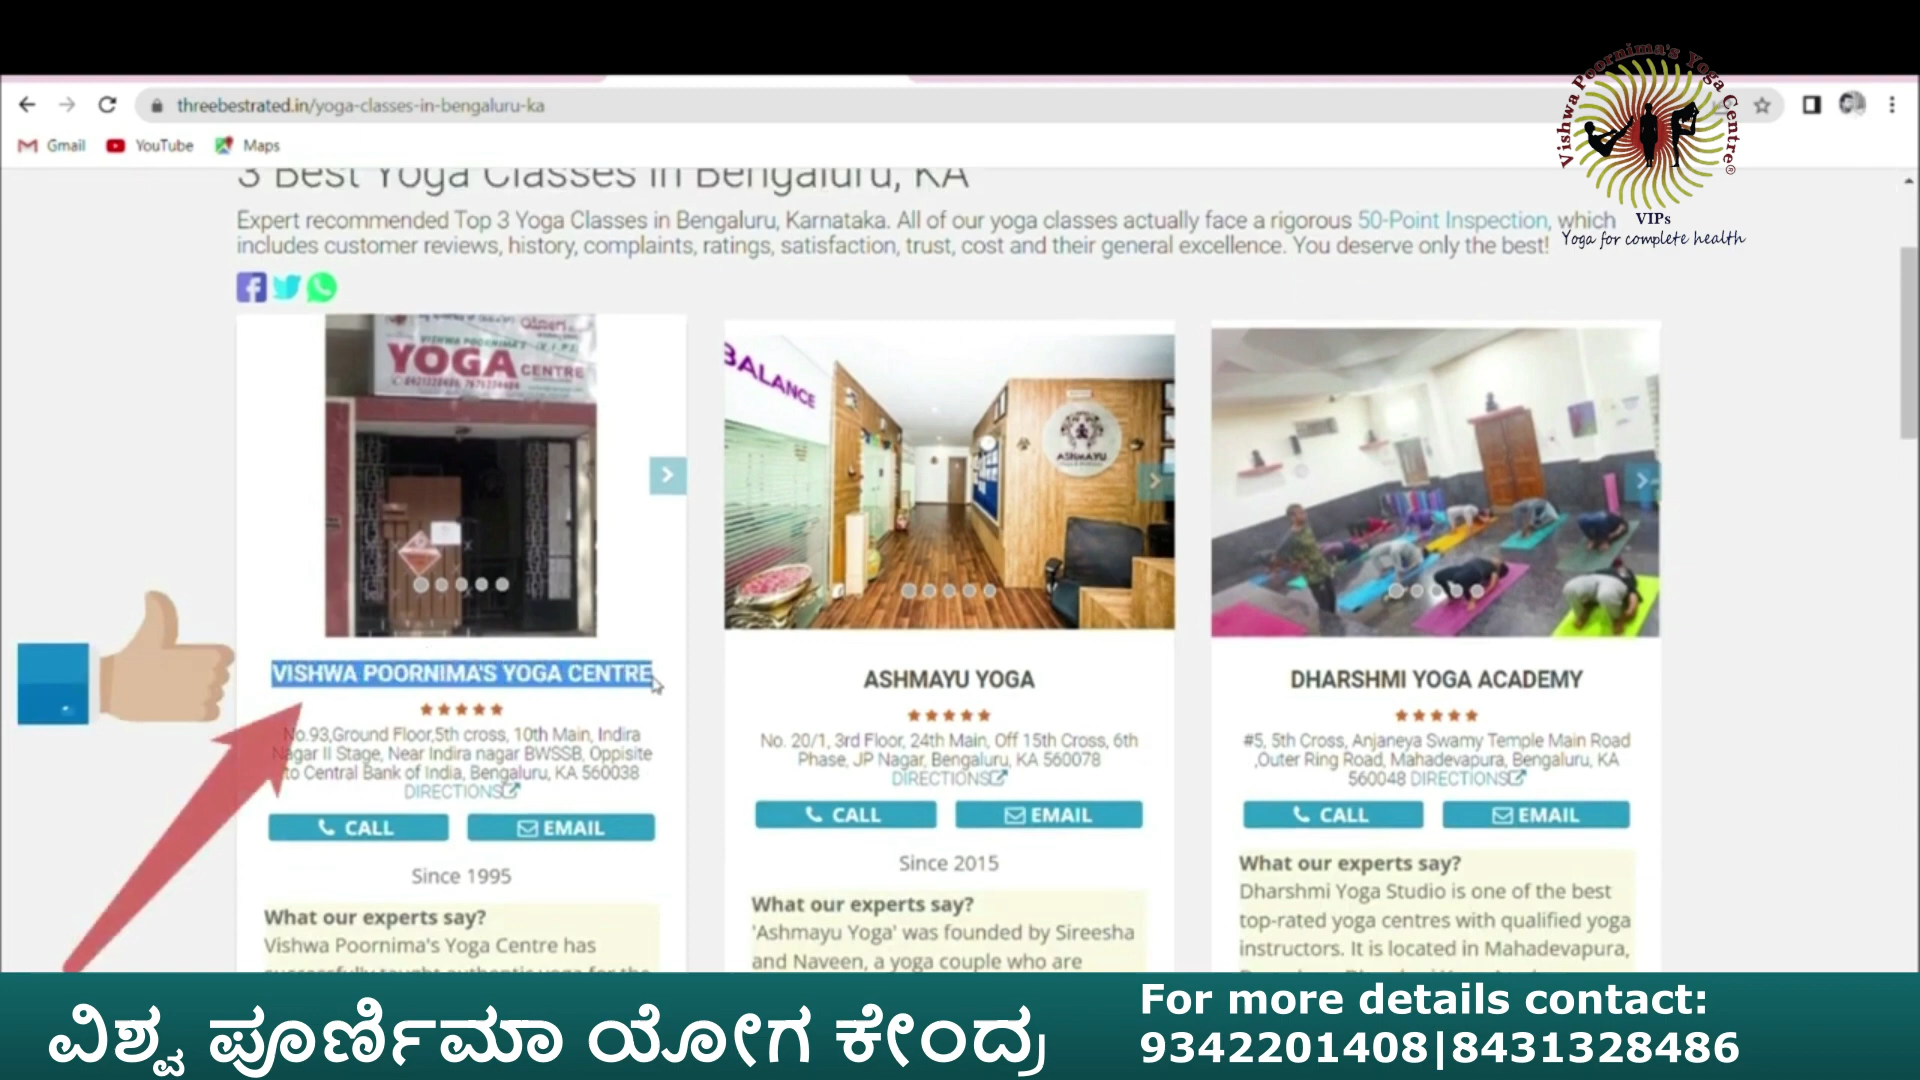 threebestrated.in/yoga-classes-in-bengaluru-ka
Gmail YouTube Maps
Vishwa Poornima's Yoga Centre®
VIPs
Yoga for complete health
3 Best Yoga Classes in Bengaluru, KA
Expert recommended Top 3 Yoga Classes in Bengaluru, Karnataka. All of our yoga classes actually face a rigorous 50-Point Inspection, which
includes customer reviews, history, complaints, ratings, satisfaction, trust, cost and their general excellence. You deserve only the best!
VISHWA POORNIMA'S (V.I.P.S)
YOGA CENTRE
BALANCE
ASHMAYU
VISHWA POORNIMA'S YOGA CENTRE
No.93,Ground Floor,5th cross, 10th Main, Indira
Nagar II Stage, Near Indira nagar BWSSB, Oppisite
to Central Bank of India, Bengaluru, KA 560038
DIRECTIONS
CALL EMAIL
Since 1995
What our experts say?
Vishwa Poornima's Yoga Centre has
successfully taught authentic yoga for the
ASHMAYU YOGA
No. 20/1, 3rd Floor, 24th Main, Off 15th Cross, 6th
Phase, JP Nagar, Bengaluru, KA 560078
DIRECTIONS
CALL EMAIL
Since 2015
What our experts say?
'Ashmayu Yoga' was founded by Sireesha
and Naveen, a yoga couple who are
DHARSHMI YOGA ACADEMY
#5, 5th Cross, Anjaneya Swamy Temple Main Road
,Outer Ring Road, Mahadevapura, Bengaluru, KA
560048 DIRECTIONS
CALL EMAIL
What our experts say?
Dharshmi Yoga Studio is one of the best
top-rated yoga centres with qualified yoga
instructors. It is located in Mahadevapura,
ವಿಶ್ವ ಪೂರ್ಣಿಮಾ ಯೋಗ ಕೇಂದ್ರ
For more details contact:
9342201408|8431328486